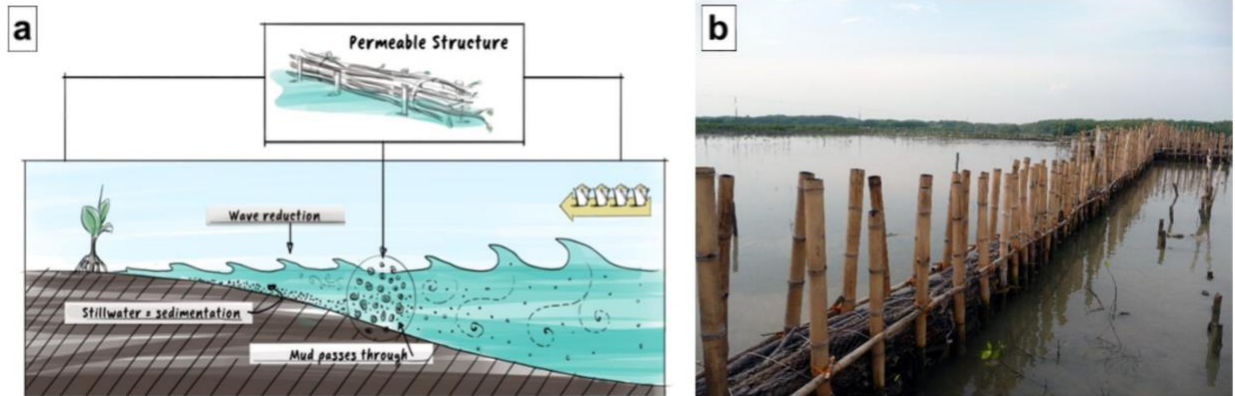 a
Permeable Structure
Wave reduction
Stillwater = sedimentation
Mud passes through
b